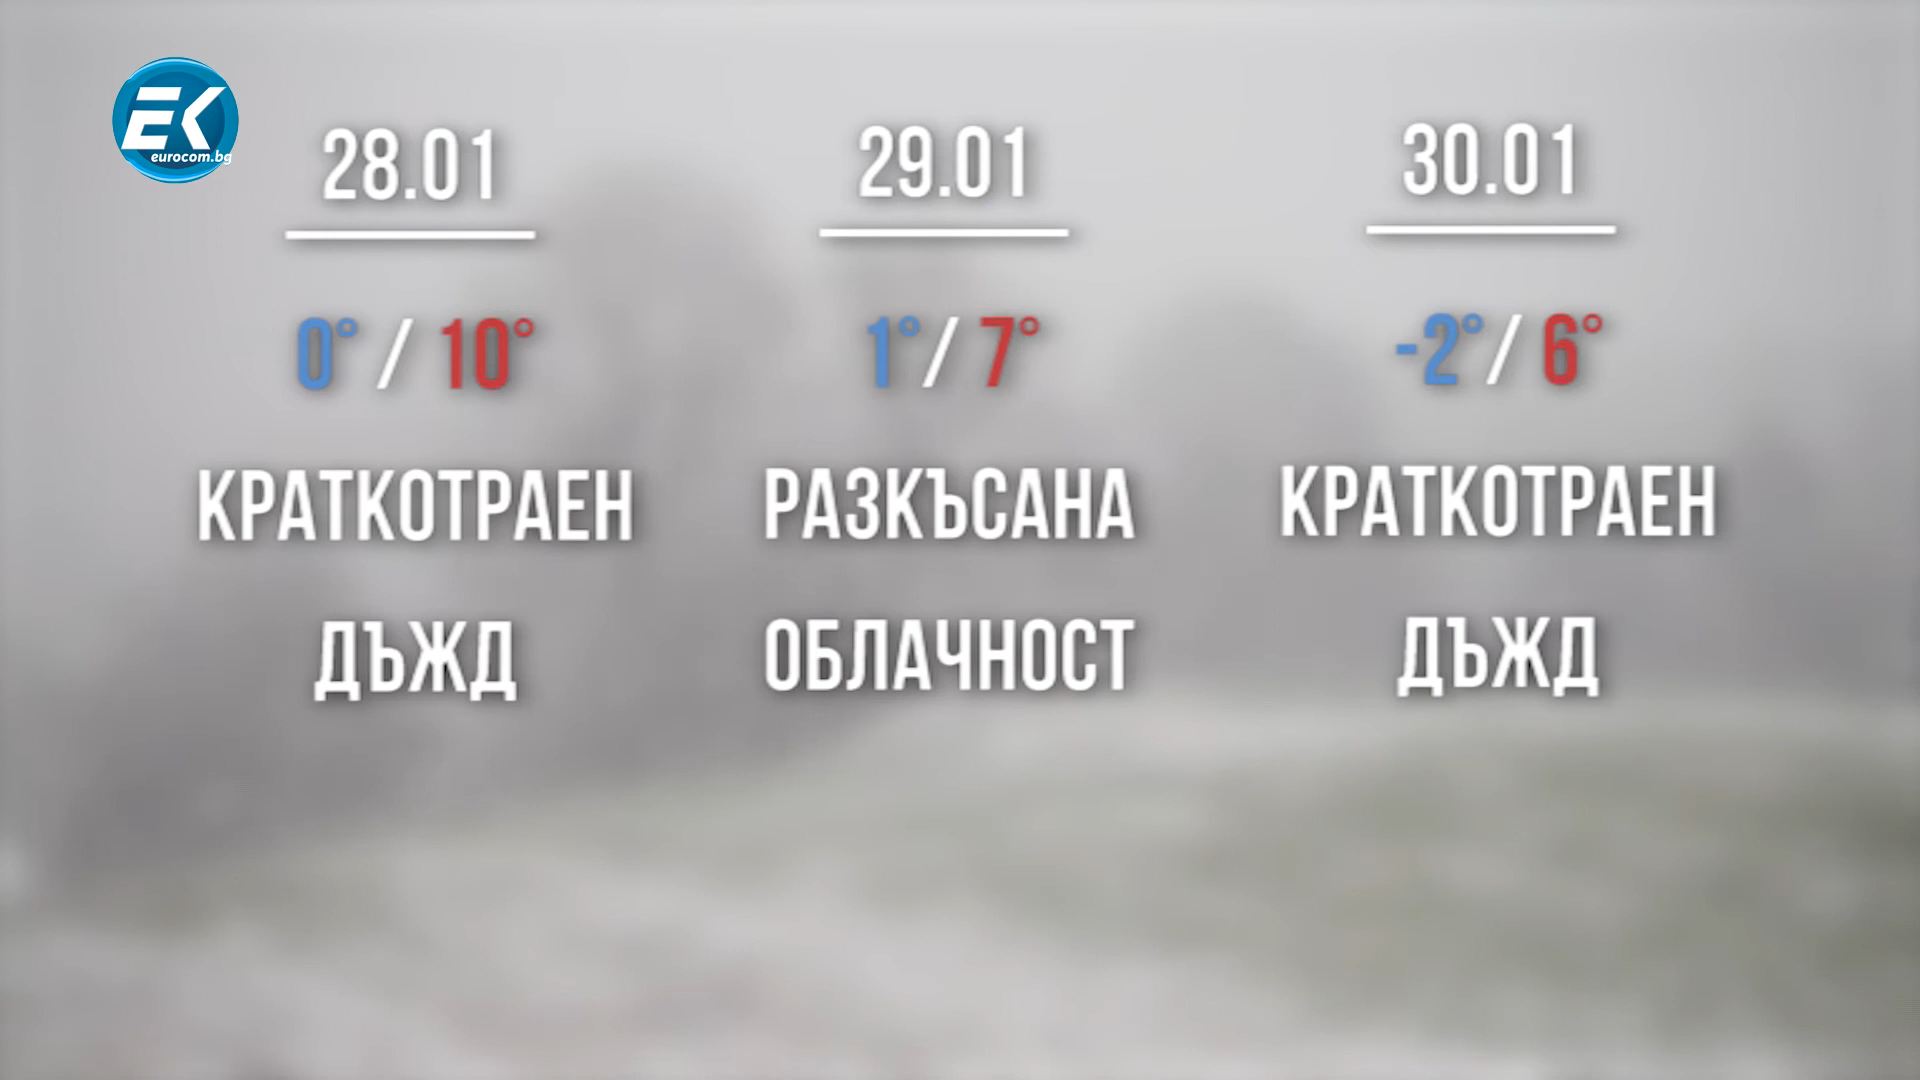 EK
eurocom.bg
28.01
0° / 10°
КРАТКОТРАЕН
ДЪЖД
29.01
1° / 7°
РАЗКЪСАНА
ОБЛАЧНОСТ
30.01
-2° / 6°
КРАТКОТРАЕН
ДЪЖД